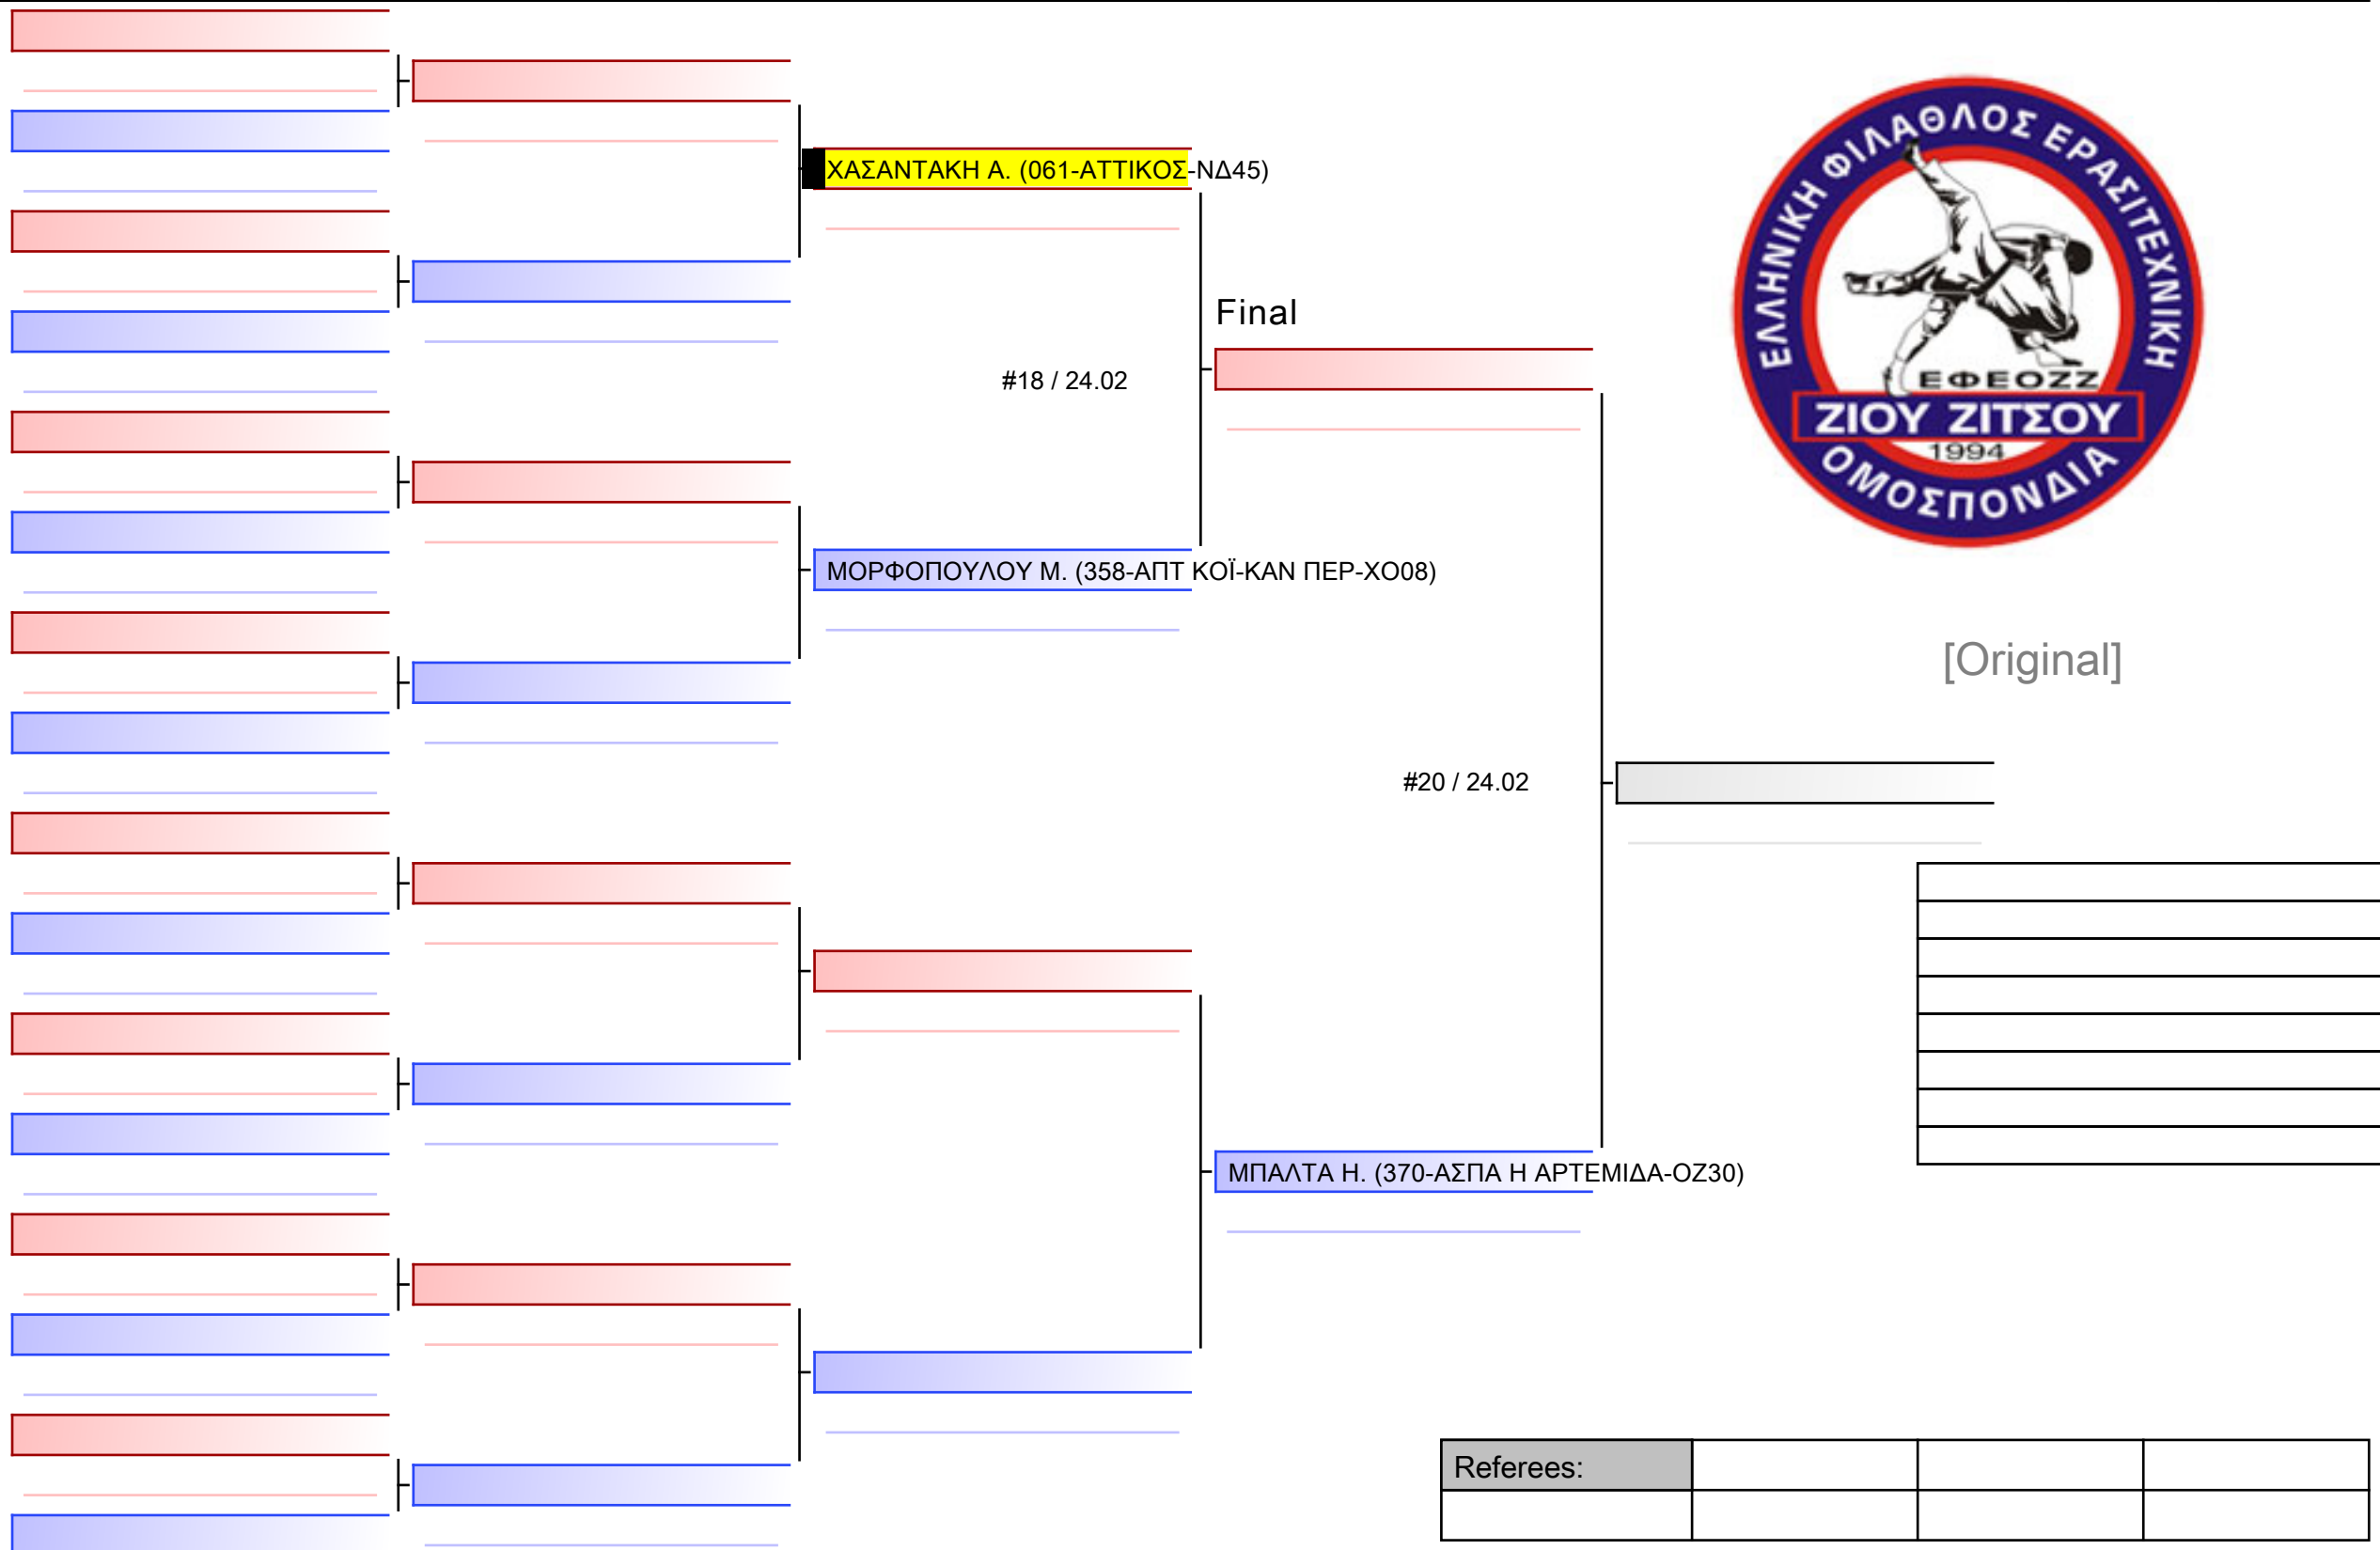 ΧΑΣΑΝΤΑΚΗ Α. (061-ΑΤΤΙΚΟΣ-ΝΔ45)
Final
#18 / 24.02
ΜΟΡΦΟΠΟΥΛΟΥ Μ. (358-ΑΠΤ ΚΟΪ-ΚΑΝ ΠΕΡ-ΧΟ08)
ΕΛΛΗΝΙΚΗ ΦΙΛΑΘΛΟΣ ΕΡΑΣΙΤΕΧΝΙΚΗ
ΕΦΕΟΖΖ
ΖΙΟΥ ΖΙΤΣΟΥ
1994
ΟΜΟΣΠΟΝΔΙΑ
[Original]
#20 / 24.02
ΜΠΑΛΤΑ Η. (370-ΑΣΠΑ Η ΑΡΤΕΜΙΔΑ-ΟΖ30)
Referees: